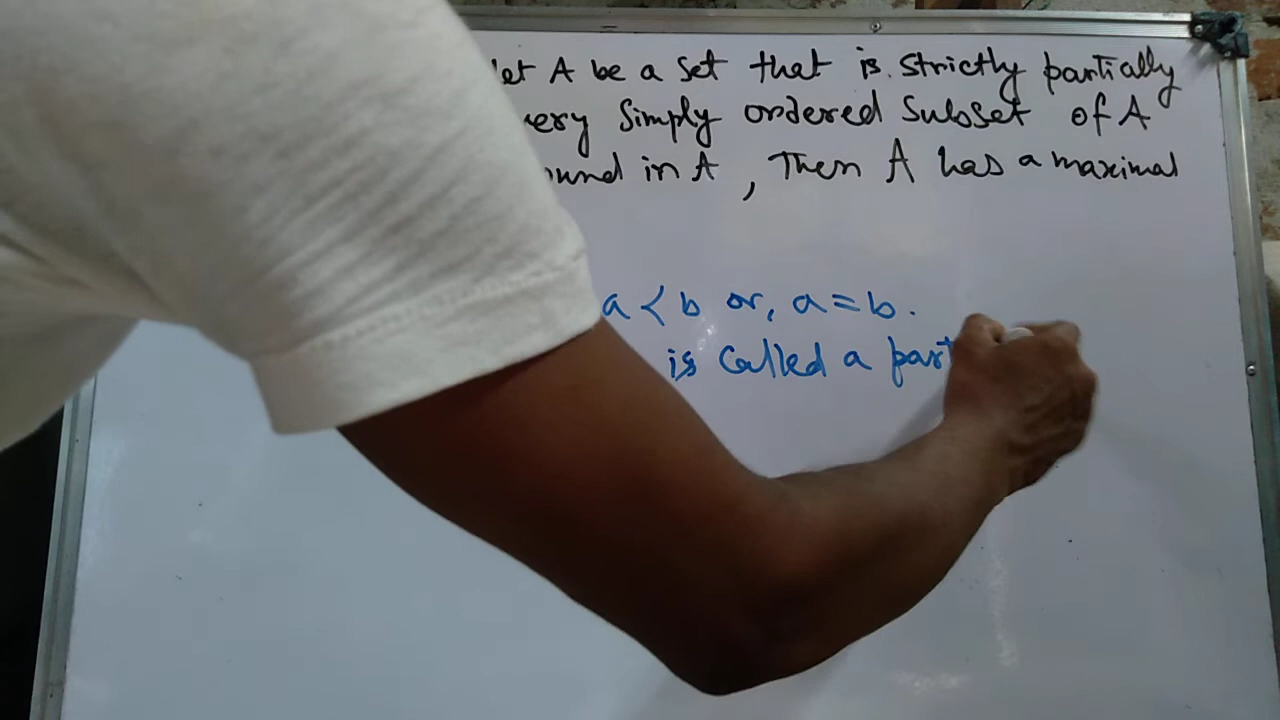 let A be a set that is strictly partially
simply ordered subset of A
in A, Then A has a maximal
a < b or, a = b.
is called a part